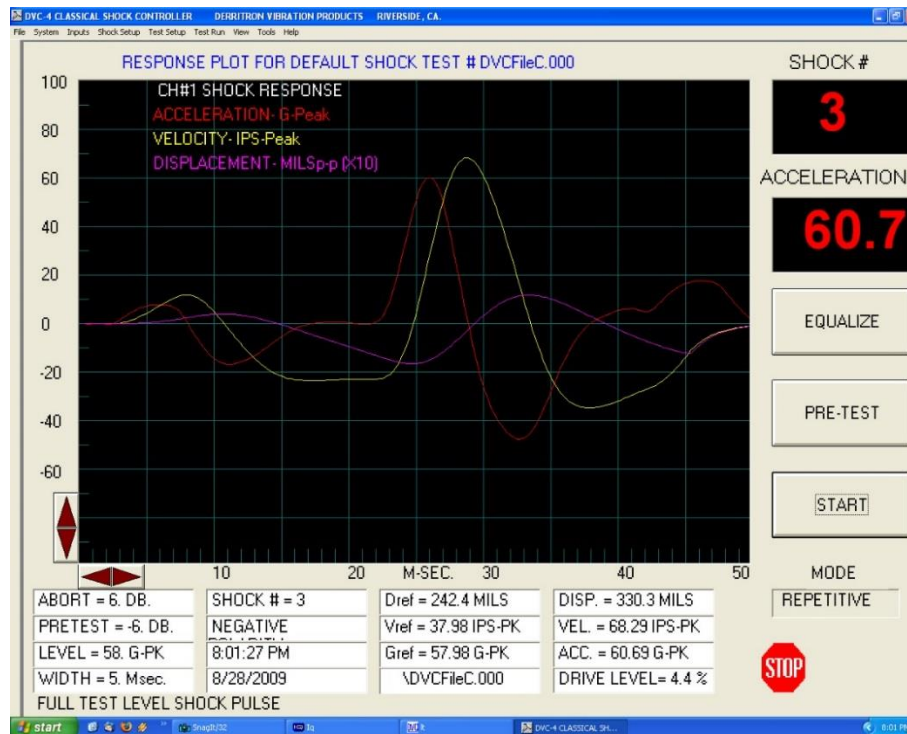 DVC-4 CLASSICAL SHOCK CONTROLLER DERRITRON VIBRATION PRODUCTS RIVERSIDE, CA.
File System Inputs Shock Setup Test Setup Test Run View Tools Help
RESPONSE PLOT FOR DEFAULT SHOCK TEST # DVCFileC.000
CH#1 SHOCK RESPONSE
ACCELERATION- G-Peak
VELOCITY- IPS-Peak
DISPLACEMENT- MILSp-p (X10)
100
80
60
40
20
0
-20
-40
-60
10 20 M-SEC. 30 40 50
SHOCK #
3
ACCELERATION
60.7
EQUALIZE
PRE-TEST
START
MODE
REPETITIVE
STOP
ABORT = 6. DB. SHOCK # = 3 Dref = 242.4 MILS DISP. = 330.3 MILS
PRETEST = -6. DB. NEGATIVE Vref = 37.98 IPS-PK VEL. = 68.29 IPS-PK
LEVEL = 58. G-PK 8:01:27 PM Gref = 57.98 G-PK ACC. = 60.69 G-PK
WIDTH = 5. Msec. 8/28/2009 \DVCFileC.000 DRIVE LEVEL= 4.4 %
FULL TEST LEVEL SHOCK PULSE
start SnagIt/32 DVC-4 CLASSICAL SH... 8:01 PM